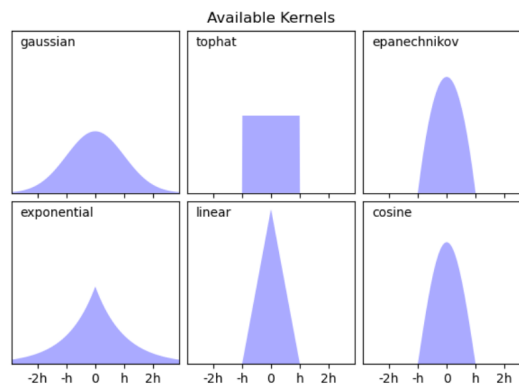 Available Kernels
gaussian
tophat
epanechnikov
exponential
linear
cosine
-2h -h 0 h 2h
-2h -h 0 h 2h
-2h -h 0 h 2h